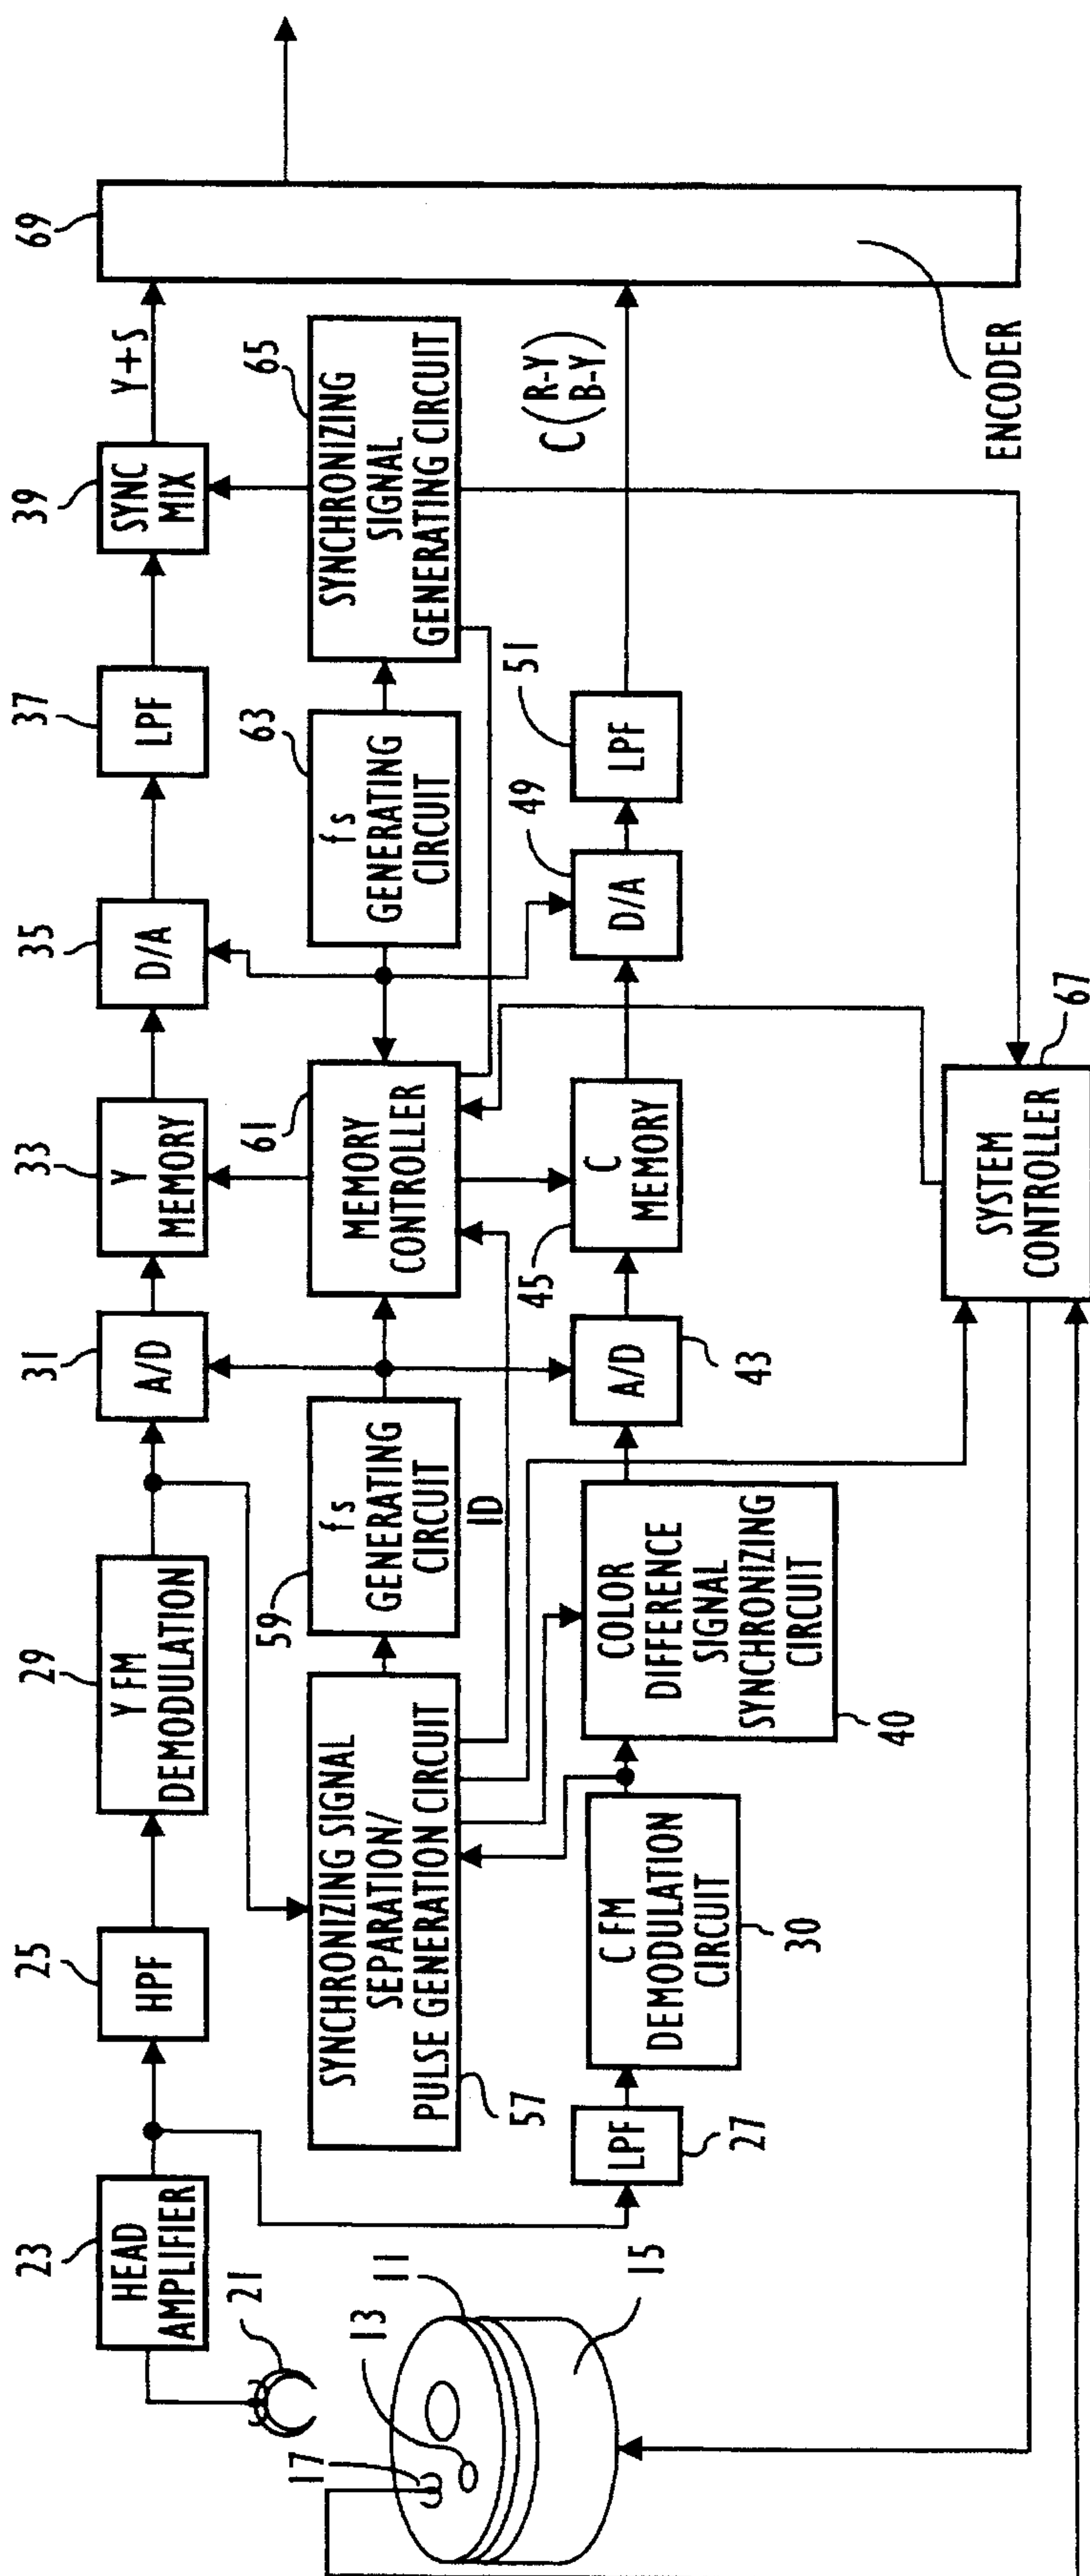 23
HEAD
AMPLIFIER
25
HPF
29
Y FM
DEMODULATION
31
A/D
33
Y
MEMORY
35
D/A
37
LPF
39
SYNC
MIX
Y+S
69
21
57
SYNCHRONIZING SIGNAL
SEPARATION/
PULSE GENERATION CIRCUIT
59
fs
GENERATING
CIRCUIT
ID
61
MEMORY
CONTROLLER
63
fs
GENERATING
CIRCUIT
65
SYNCHRONIZING
SIGNAL
GENERATING CIRCUIT
17
13
11
15
LPF
27
C FM
DEMODULATION
CIRCUIT
30
COLOR
DIFFERENCE
SIGNAL
SYNCHRONIZING
CIRCUIT
40
A/D
43
45
C
MEMORY
49
D/A
51
LPF
C(R-Y
B-Y)
ENCODER
SYSTEM
CONTROLLER
67